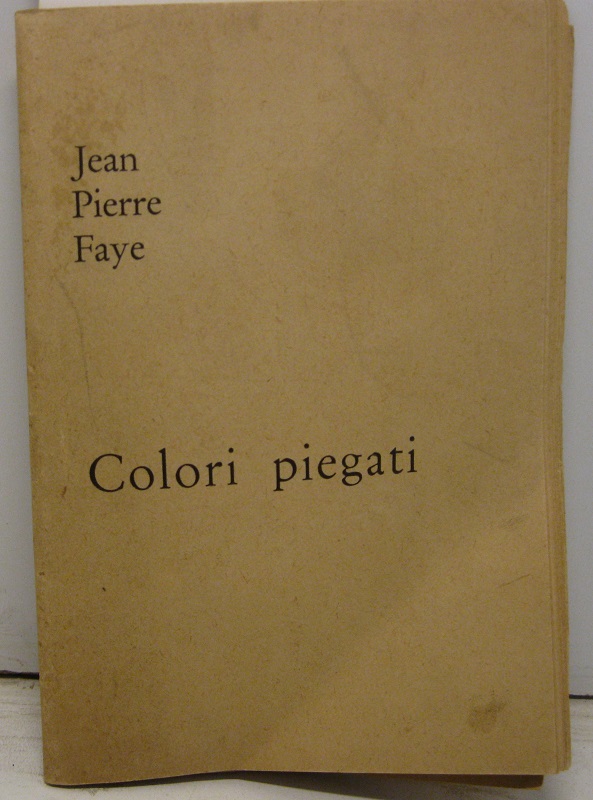 Jean
Pierre
Faye
Colori piegati